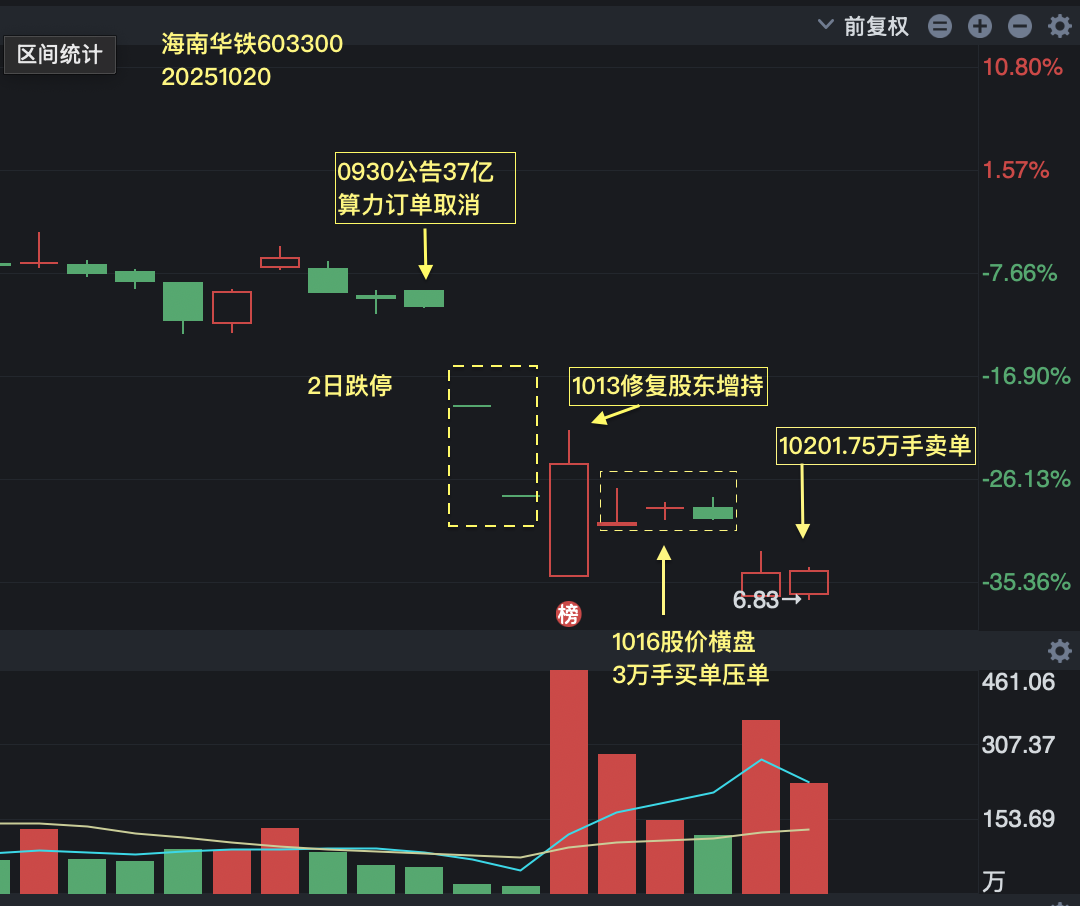 前复权
区间统计
海南华铁603300
20251020
10.80%
1.57%
0930公告37亿
算力订单取消
-7.66%
2日跌停
1013修复股东增持
-16.90%
10201.75万手卖单
-26.13%
-35.36%
6.83→
榜
1016股价横盘
3万手买单压单
461.06
307.37
153.69
万